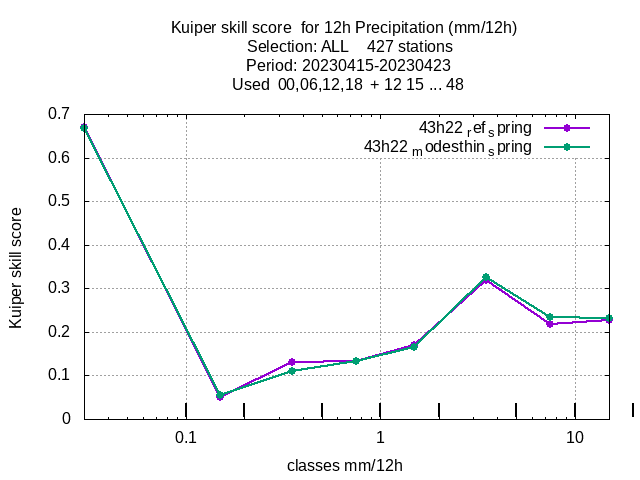 Kuiper skill score  for 12h Precipitation (mm/12h)
Selection: ALL    427 stations
Period: 20230415-20230423
Used  00,06,12,18  + 12 15 ... 48
43h22 ref spring
43h22 modesthin spring
0.7
0.6
0.5
0.4
0.3
0.2
0.1
0
Kuiper skill score
0.1 1 10
classes mm/12h